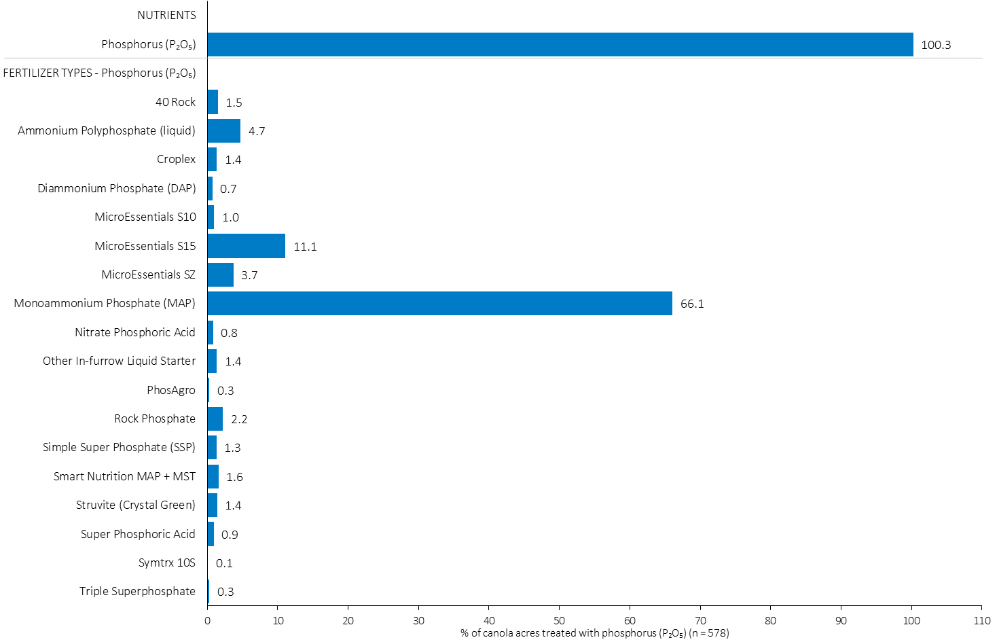 NUTRIENTS
Phosphorus (P₂O₅) 100.3
FERTILIZER TYPES - Phosphorus (P₂O₅)
40 Rock 1.5
Ammonium Polyphosphate (liquid) 4.7
Croplex 1.4
Diammonium Phosphate (DAP) 0.7
MicroEssentials S10 1.0
MicroEssentials S15 11.1
MicroEssentials SZ 3.7
Monoammonium Phosphate (MAP) 66.1
Nitrate Phosphoric Acid 0.8
Other In-furrow Liquid Starter 1.4
PhosAgro 0.3
Rock Phosphate 2.2
Simple Super Phosphate (SSP) 1.3
Smart Nutrition MAP + MST 1.6
Struvite (Crystal Green) 1.4
Super Phosphoric Acid 0.9
Symtrx 10S 0.1
Triple Superphosphate 0.3
0 10 20 30 40 50 60 70 80 90 100 110
% of canola acres treated with phosphorus (P₂O₅) (n = 578)